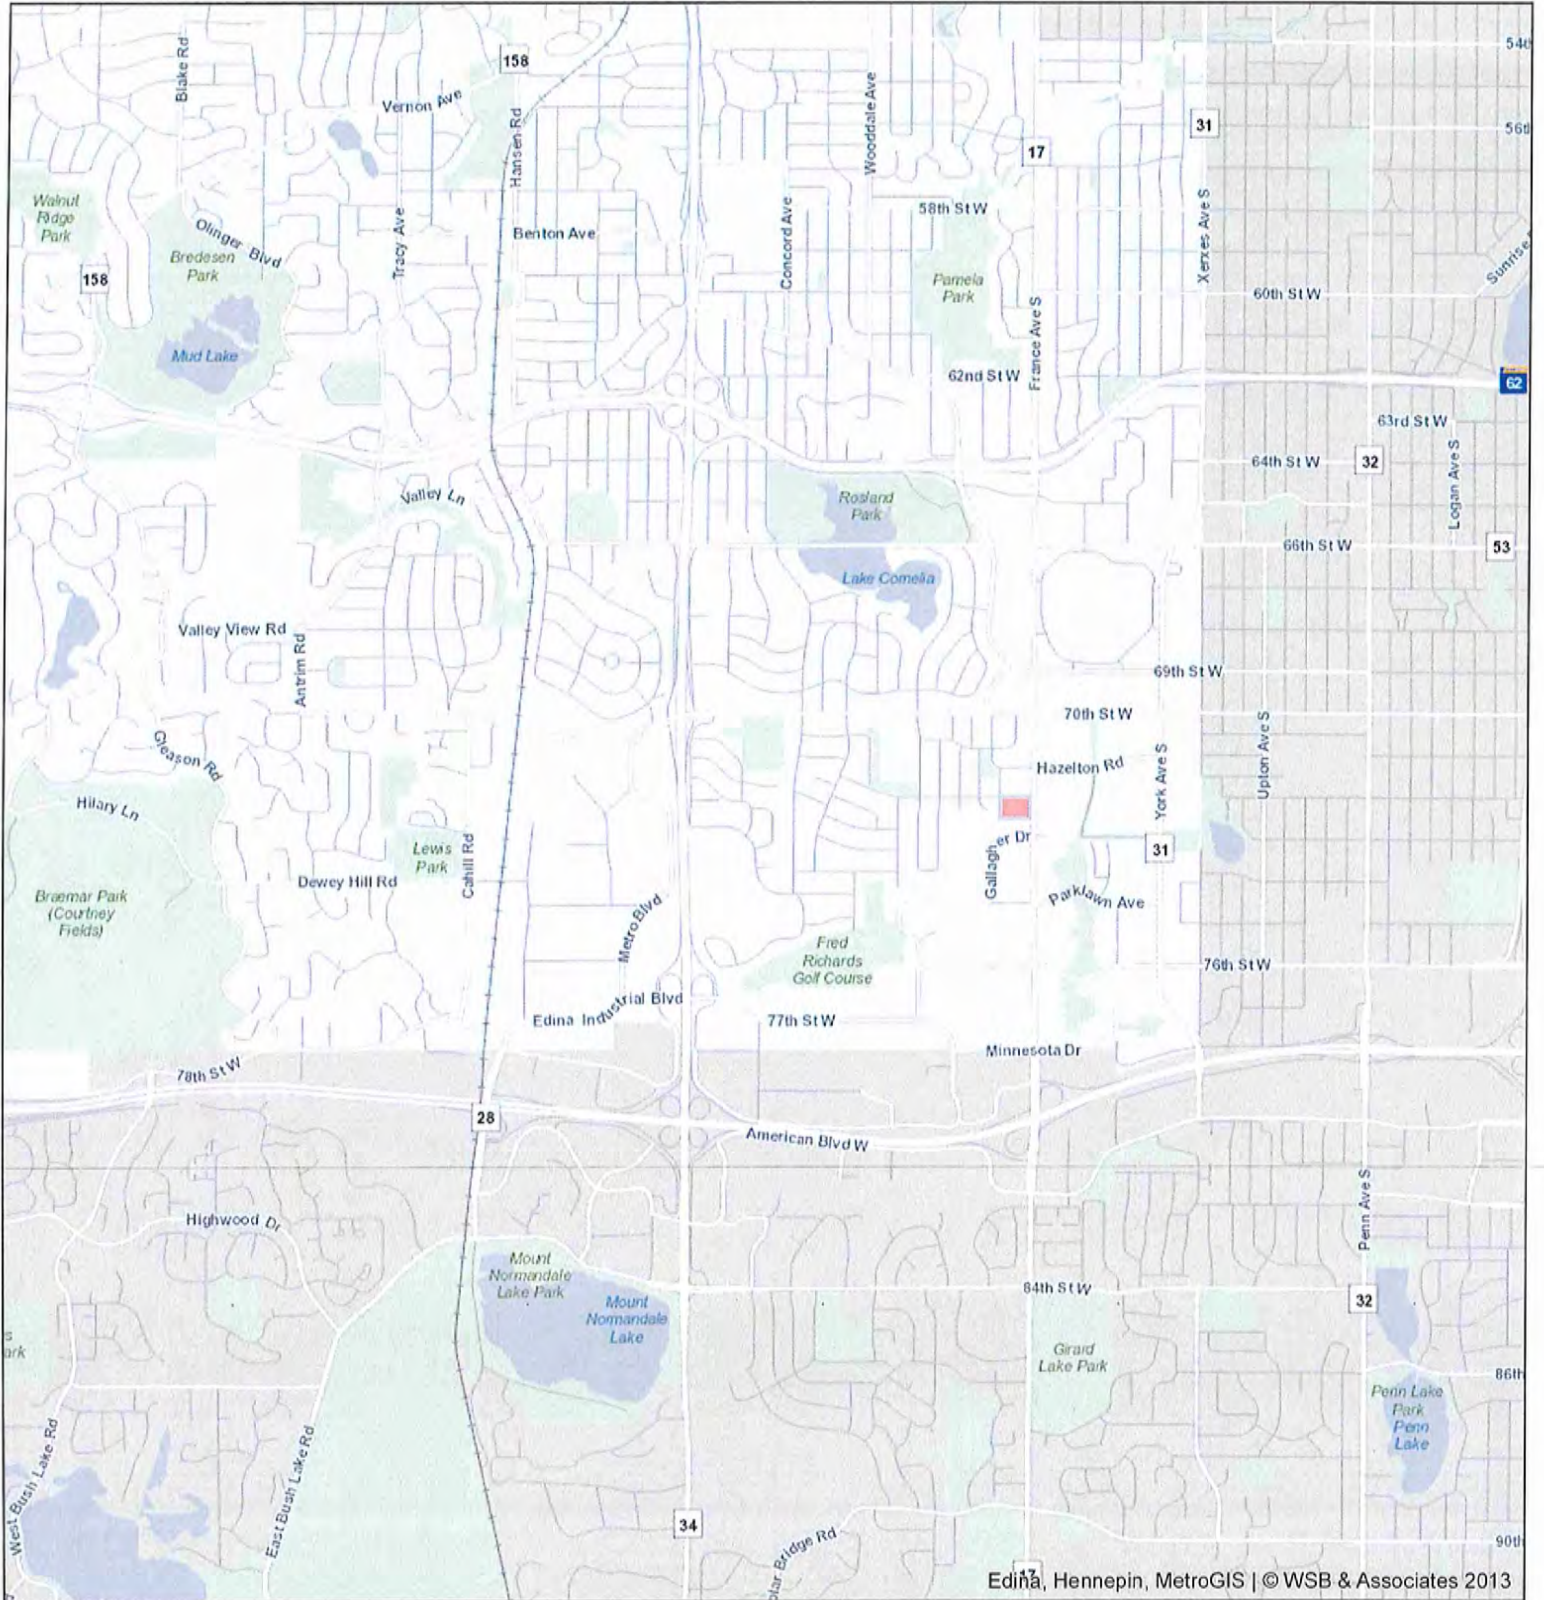 54t
158
Blake Rd
Vernon Ave
Hansen Rd
Wooddale Ave
31
56t
17
Walnut
Ridge
Park
158
Olinger Blvd
Bredesen
Park
Tracy Ave
Benton Ave
Concord Ave
58th St W
Xerxes Ave S
Sunrise
Pamela
Park
60th St W
Mud Lake
France Ave S
62nd St W
62
63rd St W
64th St W
32
Logan Ave S
Valley Ln
Rosland
Park
66th St W
53
Lake Cornelia
Valley View Rd
Antrim Rd
69th St W
70th St W
Upton Ave S
Gleason Rd
Hazelton Rd
York Ave S
Hilary Ln
Gallagher Dr
31
Lewis
Park
Cahill Rd
Dewey Hill Rd
Parklawn Ave
Braemar Park
(Courtney
Fields)
Metro Blvd
Fred
Richards
Golf Course
76th St W
Edina Industrial Blvd
77th St W
Minnesota Dr
78th St W
28
American Blvd W
Penn Ave S
Highwood Dr
Mount
Normandale
Lake Park
Mount
Normandale
Lake
84th St W
32
s
ark
Girard
Lake Park
86th
Penn Lake
Park
Penn
Lake
West Bush Lake Rd
East Bush Lake Rd
34
olar Bridge Rd
90th
17
Edina, Hennepin, MetroGIS | © WSB & Associates 2013